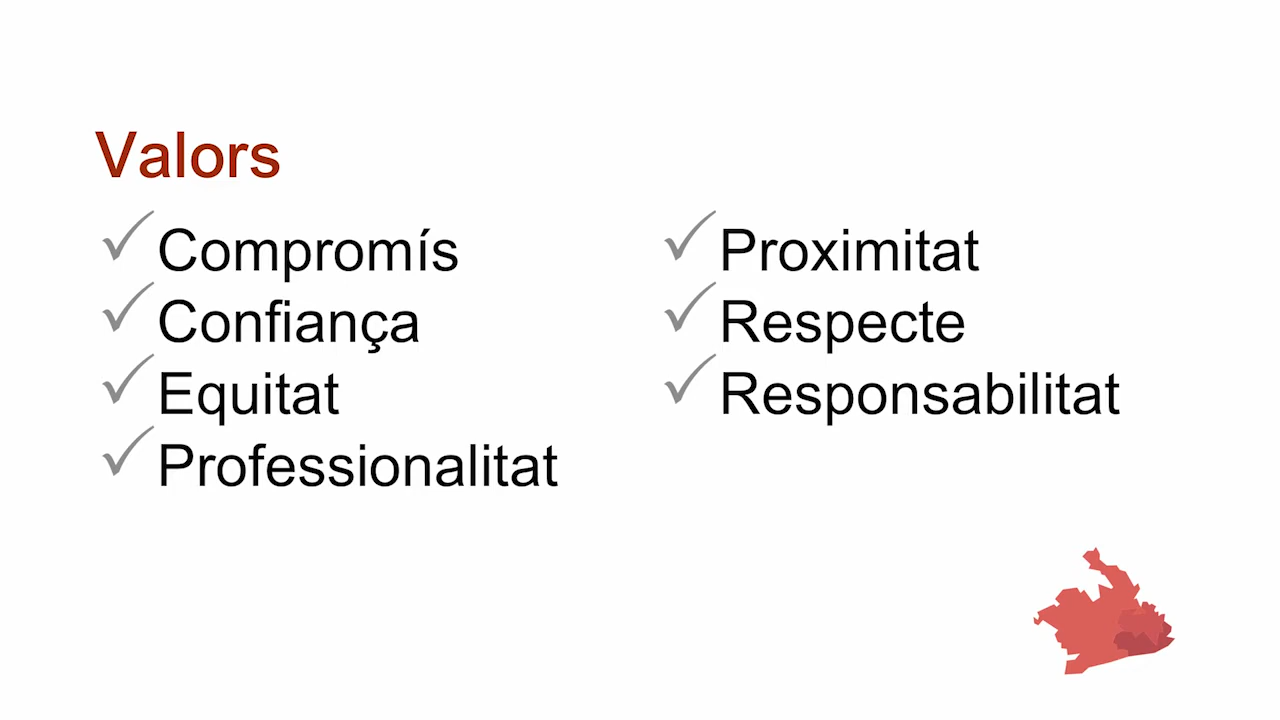 Valors
Compromís
Confiança
Equitat
Professionalitat
Proximitat
Respecte
Responsabilitat